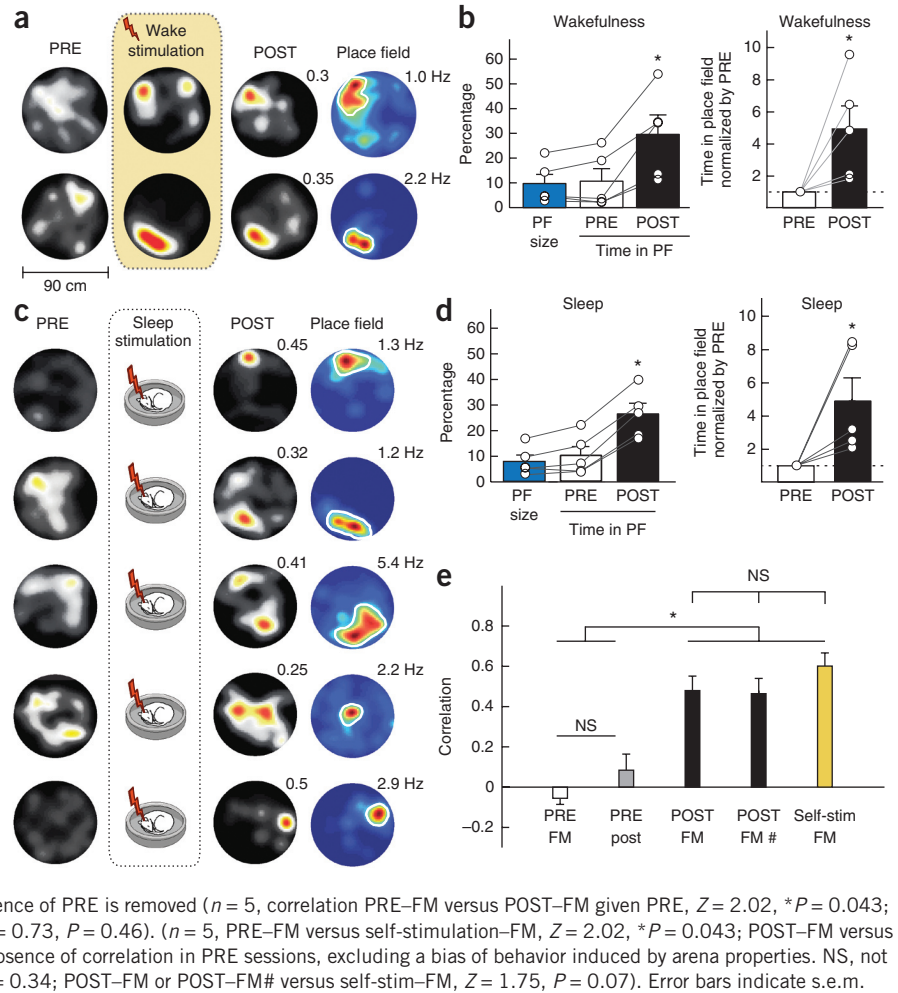 a
PRE
Wake
stimulation
POST
Place field
0.3
1.0 Hz
0.35
2.2 Hz
90 cm
b
Wakefulness
Percentage
60
50
40
30
20
10
0
*
PF
size
PRE
POST
Time in PF
Wakefulness
Time in place field
normalized by PRE
10
8
6
4
2
*
PRE
POST
c
PRE
Sleep
stimulation
POST
Place field
0.45
1.3 Hz
0.32
1.2 Hz
0.41
5.4 Hz
0.25
2.2 Hz
0.5
2.9 Hz
d
Sleep
Percentage
60
50
40
30
20
10
0
*
PF
size
PRE
POST
Time in PF
Sleep
Time in place field
normalized by PRE
10
8
6
4
2
*
PRE
POST
e
Correlation
0.8
0.6
0.4
0.2
0
−0.2
NS
*
NS
PRE
FM
PRE
post
POST
FM
POST
FM #
Self-stim
FM
ence of PRE is removed (n = 5, correlation PRE–FM versus POST–FM given PRE, Z = 2.02, *P = 0.043;
= 0.73, P = 0.46). (n = 5, PRE–FM versus self-stimulation–FM, Z = 2.02, *P = 0.043; POST–FM versus
osence of correlation in PRE sessions, excluding a bias of behavior induced by arena properties. NS, not
= 0.34; POST–FM or POST–FM# versus self-stim–FM, Z = 1.75, P = 0.07). Error bars indicate s.e.m.